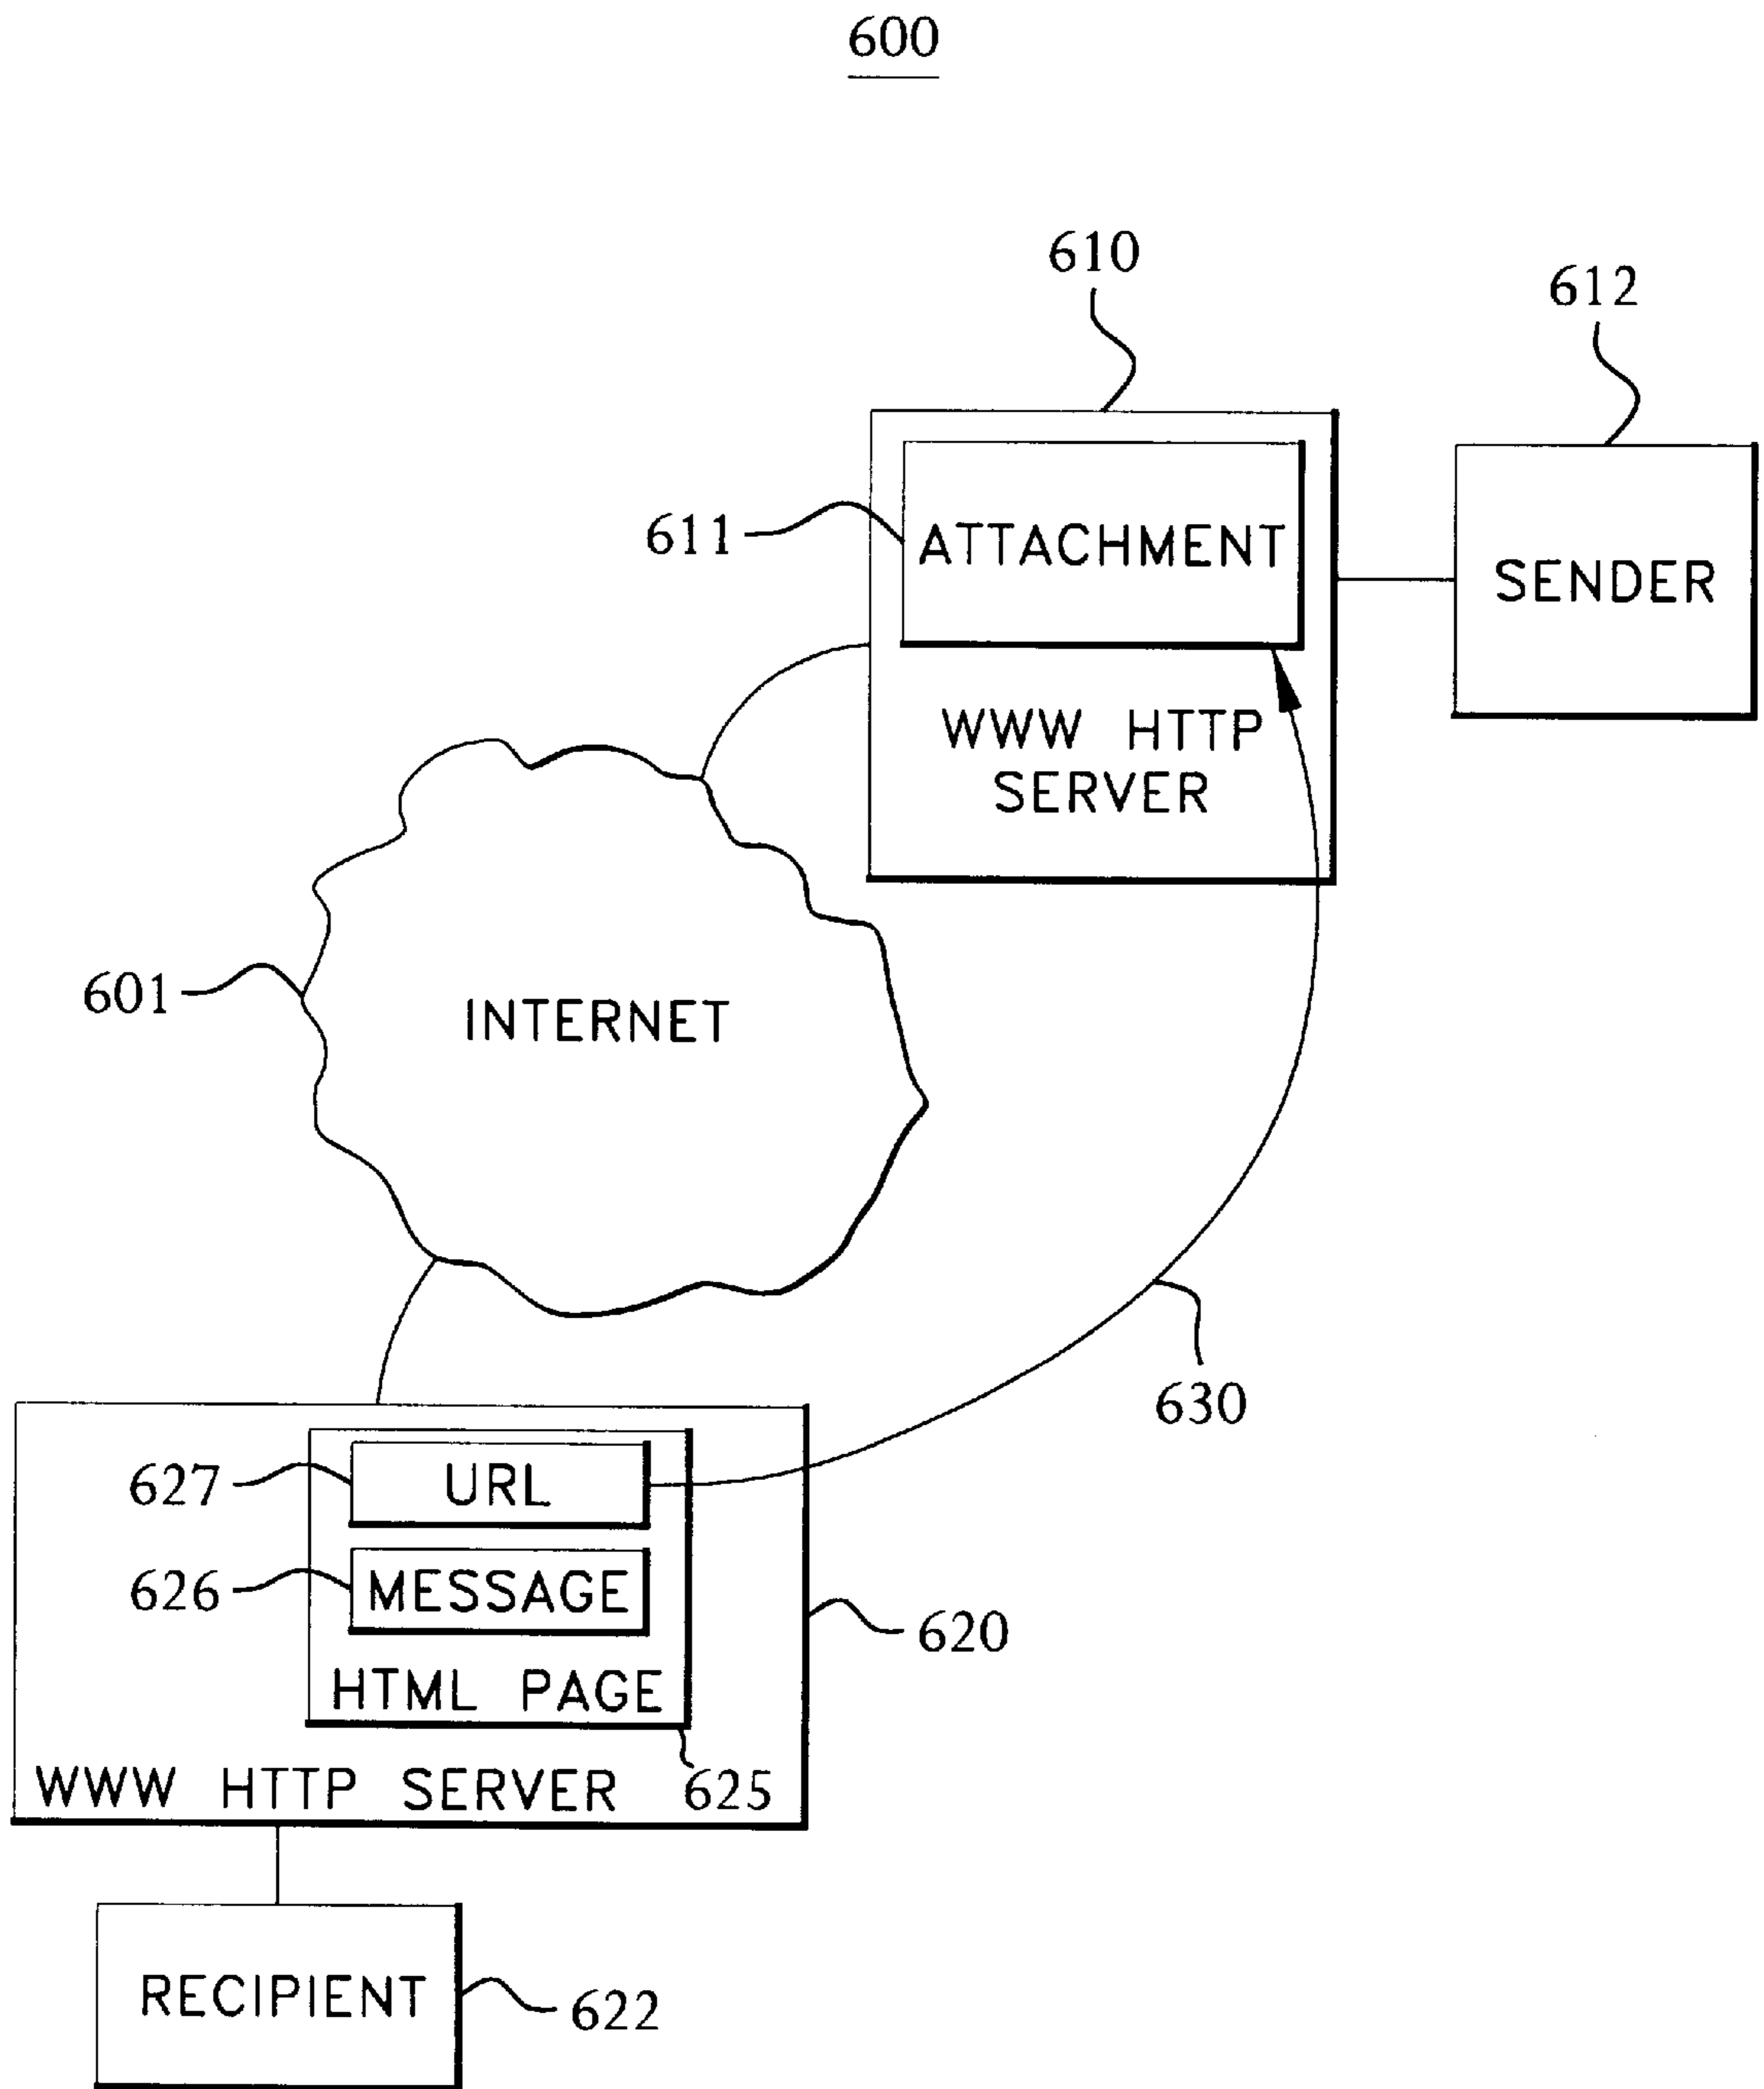 600
610
612
611
ATTACHMENT
SENDER
WWW HTTP
SERVER
601
INTERNET
630
627
URL
626
MESSAGE
620
HTML PAGE
WWW HTTP SERVER
625
RECIPIENT
622